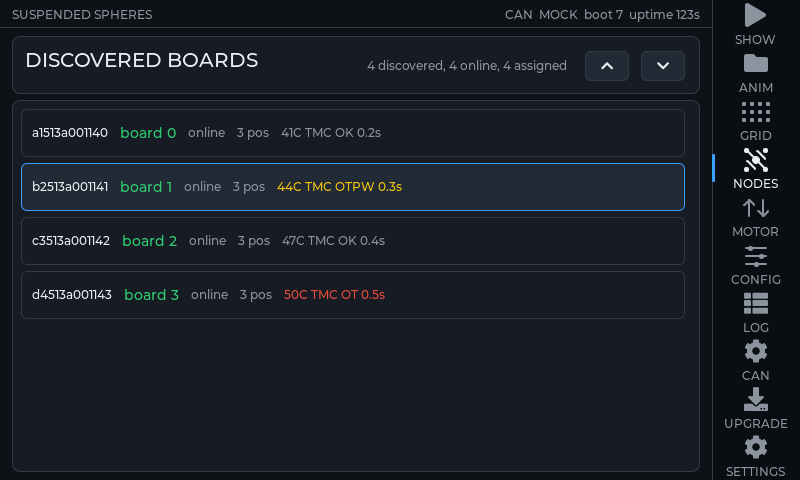 SUSPENDED SPHERES
CAN MOCK boot 7 uptime 123s
DISCOVERED BOARDS
4 discovered, 4 online, 4 assigned
a1513a001140 board 0 online 3 pos 41C TMC OK 0.2s
b2513a001141 board 1 online 3 pos 44C TMC OTPW 0.3s
c3513a001142 board 2 online 3 pos 47C TMC OK 0.4s
d4513a001143 board 3 online 3 pos 50C TMC OT 0.5s
SHOW
ANIM
GRID
NODES
MOTOR
CONFIG
LOG
CAN
UPGRADE
SETTINGS